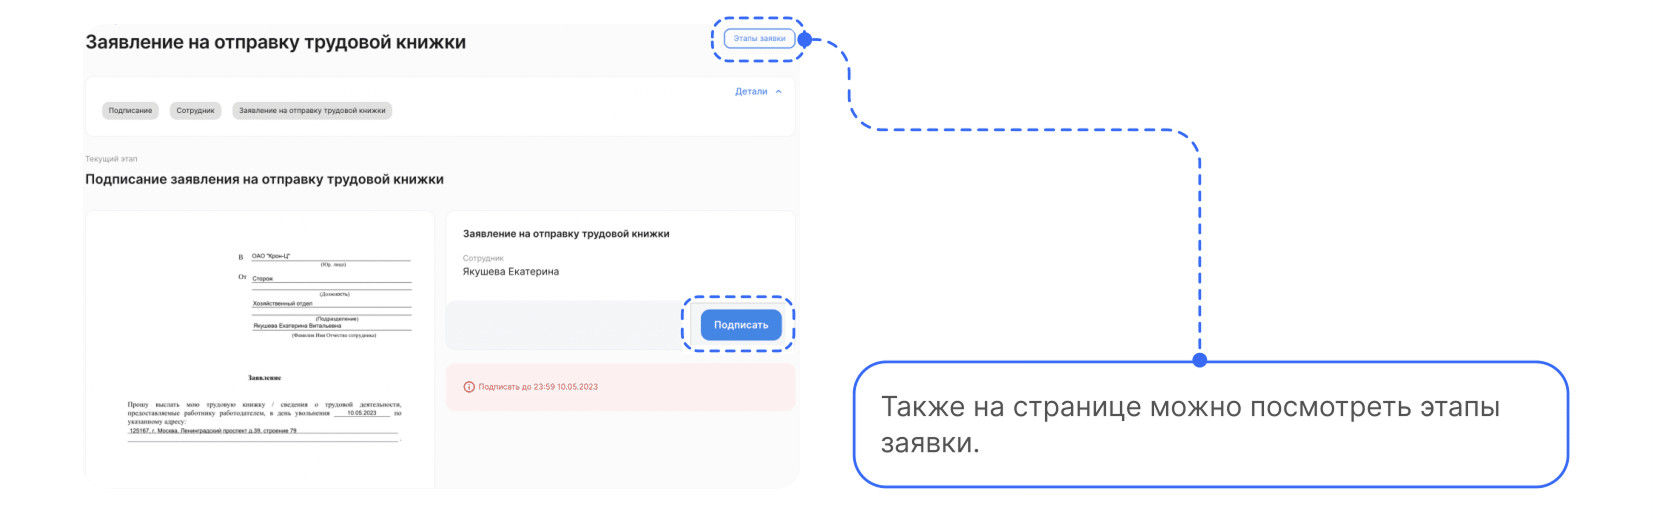 Заявление на отправку трудовой книжки
Этапы заявки
Детали
Подписание
Сотрудник
Заявление на отправку трудовой книжки
Текущий этап
Подписание заявления на отправку трудовой книжки
В ОАО "Крон-Ц"
(Юр. лицо)
От Сторож
(Должность)
Хозяйственный отдел
(Подразделение)
Якушева Екатерина Витальевна
(Фамилия Имя Отчество сотрудника)
Заявление
Прошу выслать мою трудовую книжку / сведения о трудовой деятельности,
предоставляемые работнику работодателем, в день увольнения 10.05.2023 по
указанному адресу:
125167, г. Москва, Ленинградский проспект д.39, строение 79
Заявление на отправку трудовой книжки
Сотрудник
Якушева Екатерина
Подписать
Подписать до 23:59 10.05.2023
Также на странице можно посмотреть этапы
заявки.